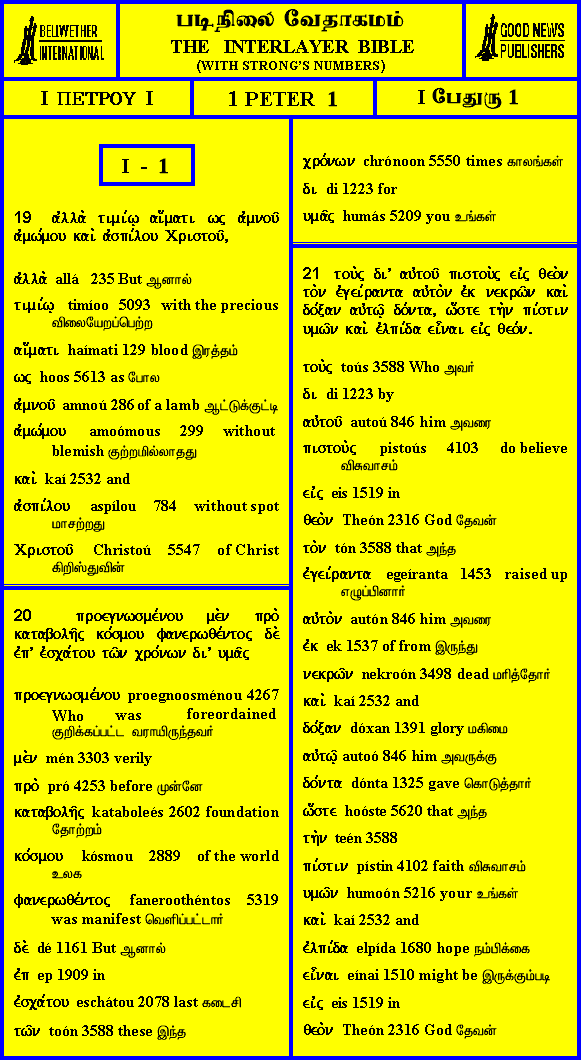 BELLWETHER
INTERNATIONAL
படிநிலை வேதாகமம்
THE INTERLAYER BIBLE
(WITH STRONG'S NUMBERS)
GOOD NEWS
PUBLISHERS
I ΠΕΤΡΟΥ I
1 PETER 1
I பேதுரு 1
I - 1
19 ἀλλὰ τιμίῳ αἵματι ως ἀμνοῦ
ἀμώμου καὶ ἀσπίλου Χριστοῦ,
ἀλλὰ allá 235 But ஆனால்
τιμίῳ timíoo 5093 with the precious
விலையேறப்பெற்ற
αἵματι haímati 129 blood இரத்தம்
ως hoos 5613 as போல
ἀμνοῦ amnoú 286 of a lamb ஆட்டுக்குட்டி
ἀμώμου amoómous 299 without
blemish குற்றமில்லாதது
καὶ kaí 2532 and
ἀσπίλου aspílou 784 without spot
மாசற்றது
Χριστοῦ Christoú 5547 of Christ
கிறிஸ்துவின்
20 προεγνωσμένου μὲν πρὸ
καταβολῆς κόσμου φανερωθέντος δὲ
ἐπ' ἐσχάτου τῶν χρόνων δι' υμᾶς
προεγνωσμένου proegnoosménou 4267
Who was foreordained
குறிக்கப்பட்ட வராயிருந்தவர்
μὲν mén 3303 verily
πρὸ pró 4253 before முன்னே
καταβολῆς kataboleés 2602 foundation
தோற்றம்
κόσμου kósmou 2889 of the world
உலக
φανερωθέντος faneroothéntos 5319
was manifest வெளிப்பட்டார்
δὲ dé 1161 But ஆனால்
ἐπ ep 1909 in
ἐσχάτου eschátou 2078 last கடைசி
τῶν toón 3588 these இந்த
χρόνων chrónoon 5550 times காலங்கள்
δι di 1223 for
υμᾶς humás 5209 you உங்கள்
21 τοὺς δι' αὐτοῦ πιστοὺς εἰς θεὸν
τὸν ἐγείραντα αὐτὸν ἐκ νεκρῶν καὶ
δόξαν αὐτῷ δόντα, ὥστε τὴν πίστιν
υμῶν καὶ ἐλπίδα εἶναι εἰς θεόν.
τοὺς toús 3588 Who அவர்
δι di 1223 by
αὐτοῦ autoú 846 him அவரை
πιστοὺς pistoús 4103 do believe
விசுவாசம்
εἰς eis 1519 in
θεὸν Theón 2316 God தேவன்
τὸν tón 3588 that அந்த
ἐγείραντα egeíranta 1453 raised up
எழுப்பினார்
αὐτὸν autón 846 him அவரை
ἐκ ek 1537 of from இருந்து
νεκρῶν nekroón 3498 dead மரித்தோர்
καὶ kaí 2532 and
δόξαν dóxan 1391 glory மகிமை
αὐτῷ autoó 846 him அவருக்கு
δόντα dónta 1325 gave கொடுத்தார்
ὥστε hoóste 5620 that அந்த
τὴν teén 3588
πίστιν pístin 4102 faith விசுவாசம்
υμῶν humoón 5216 your உங்கள்
καὶ kaí 2532 and
ἐλπίδα elpída 1680 hope நம்பிக்கை
εἶναι eínai 1510 might be இருக்கும்படி
εἰς eis 1519 in
θεὸν Theón 2316 God தேவன்